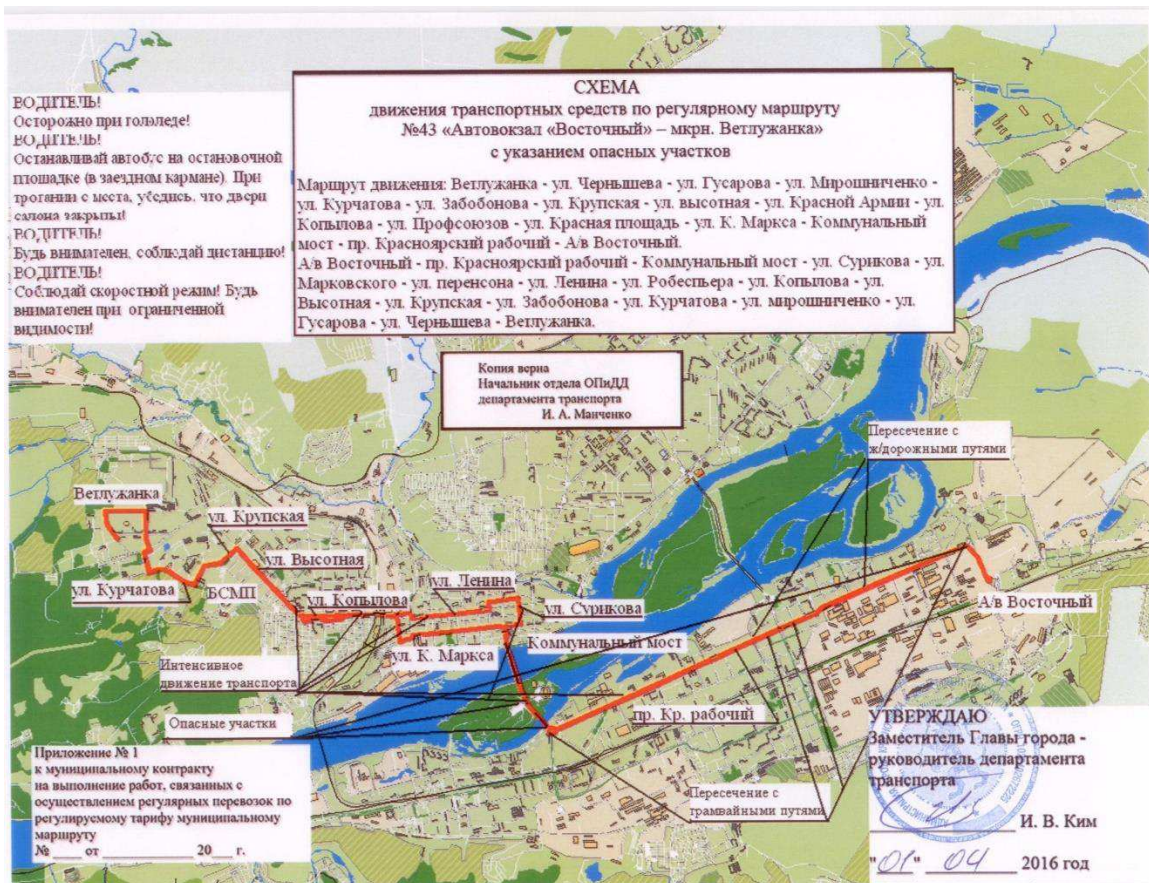 ВОДИТЕЛЬ!
Осторожно при гололеде!
ВОДИТЕЛЬ!
Останавливай автобус на остановочной
площадке (в заездном кармане). При
трогании с места, убедись, что двери
салона закрыты!
ВОДИТЕЛЬ!
Будь внимателен, соблюдай дистанцию!
ВОДИТЕЛЬ!
Соблюдай скоростной режим! Будь
внимателен при ограниченной
видимости!
СХЕМА
движения транспортных средств по регулярному маршруту
№43 «Автовокзал «Восточный» – мкрн. Ветлужанка»
с указанием опасных участков
Маршрут движения: Ветлужанка - ул. Чернышева - ул. Гусарова - ул. Мирошниченко -
ул. Курчатова - ул. Забобонова - ул. Крупская - ул. высотная - ул. Красной Армии - ул.
Копылова - ул. Профсоюзов - ул. Красная площадь - ул. К. Маркса - Коммунальный
мост - пр. Красноярский рабочий - А/в Восточный.
А/в Восточный - пр. Красноярский рабочий - Коммунальный мост - ул. Сурикова - ул.
Марковского - ул. перенсона - ул. Ленина - ул. Робеспьера - ул. Копылова - ул.
Высотная - ул. Крупская - ул. Забобонова - ул. Курчатова - ул. мирошничено - ул.
Гусарова - ул. Чернышева - Ветлужанка.
Копия верна
Начальник отдела ОПиДД
департамента транспорта
И. А. Манченко
Пересечение с
ж/дорожными путями
Ветлужанка
ул. Крупская
ул. Высотная
ул. Курчатова
БСМП
ул. Копылова
ул. Ленина
ул. Сурикова
А/в Восточный
ул. К. Маркса
Коммунальный мост
Интенсивное
движение транспорта
Опасные участки
пр. Кр. рабочий
Пересечение с
трамвайными путями
Приложение № 1
к муниципальному контракту
на выполнение работ, связанных с
осуществлением регулярных перевозок по
регулируемому тарифу муниципальному
маршруту
№ ____ от ______________ 20___ г.
УТВЕРЖДАЮ
Заместитель Главы города -
руководитель департамента
транспорта
И. В. Ким
"01" 04 2016 год